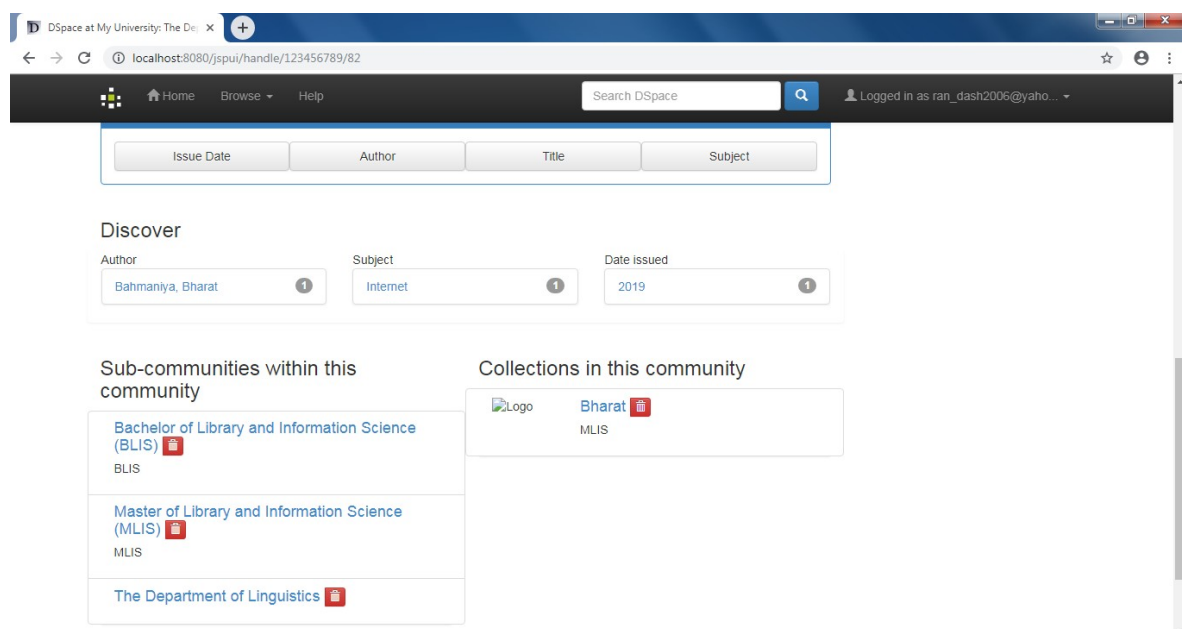 DSpace at My University: The De
localhost:8080/jspui/handle/123456789/82
Home Browse Help Search DSpace Logged in as ran_dash2006@yaho...
Issue Date Author Title Subject
Discover
Author Subject Date issued
Bahmaniya, Bharat 1 Internet 1 2019 1
Sub-communities within this
community
Bachelor of Library and Information Science
(BLIS)
BLIS
Master of Library and Information Science
(MLIS)
MLIS
The Department of Linguistics
Collections in this community
Logo Bharat
MLIS